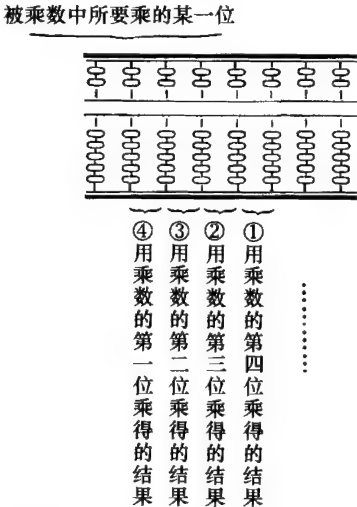 被乘数中所要乘的某一位
④用乘数的第一位乘得的结果
③用乘数的第二位乘得的结果
②用乘数的第三位乘得的结果
①用乘数的第四位乘得的结果
………